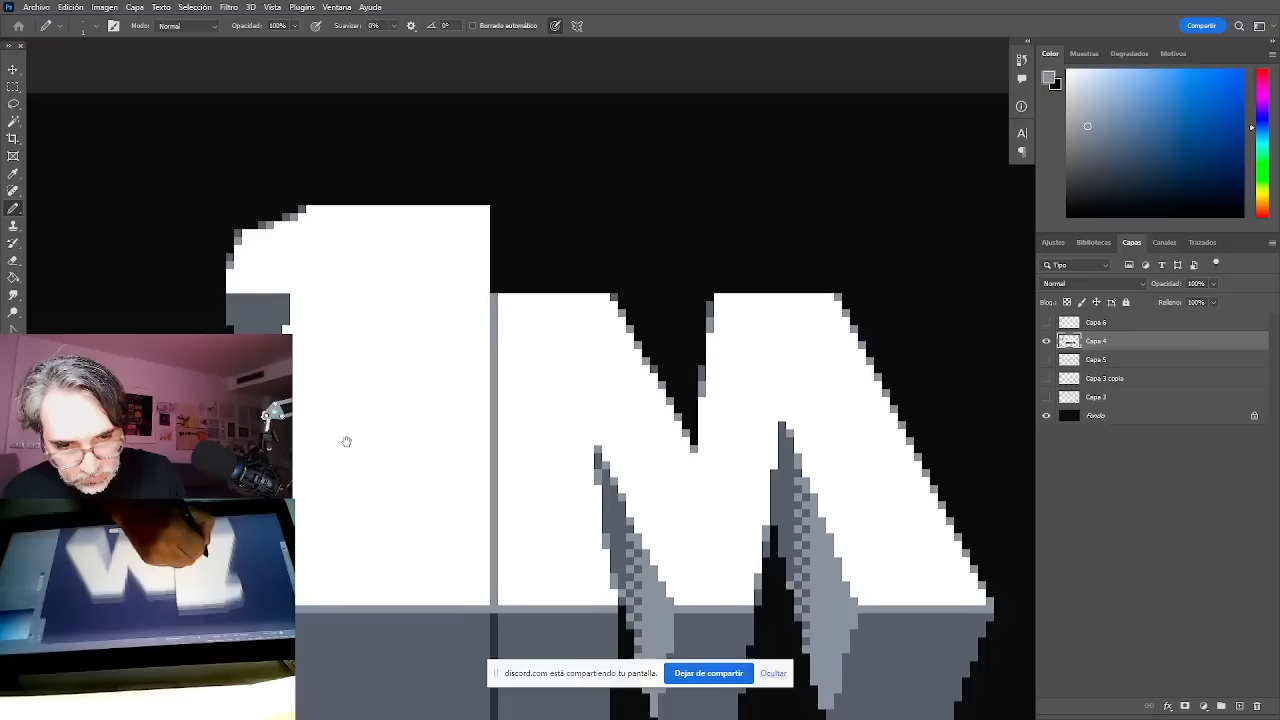 Ps Archivo Edición Imagen Capa Texto Selección Filtro 3D Vista Plugins Ventana Ayuda
1 Modo: Normal Opacidad: 100% Suavizar: 0% 0° Borrado automático Compartir
Color Muestras Degradados Motivos
Ajustes Bibliotecas Capas Canales Trazados
Tipo
Normal Opacidad: 100%
Bloq.: Relleno: 100%
Capa 6
Capa 4
Capa 5
Capa 3 copia
Capa 3
Fondo
discord.com está compartiendo tu pantalla. Dejar de compartir Ocultar